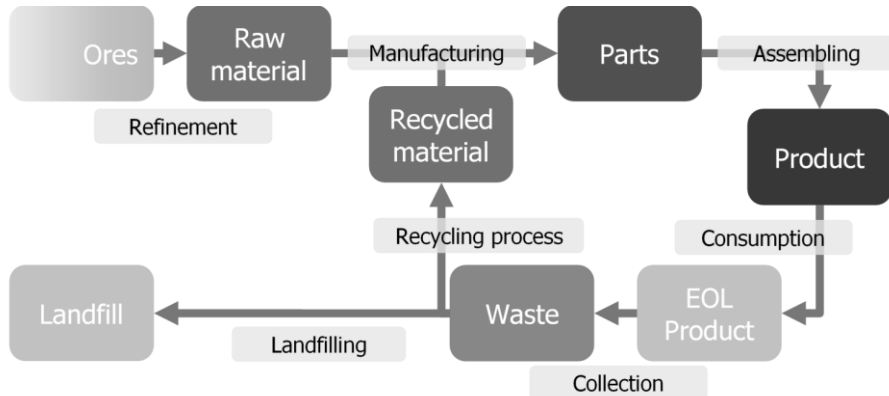 Ores
Raw
material
Manufacturing
Parts
Assembling
Refinement
Recycled
material
Product
Recycling process
Consumption
Landfill
Waste
EOL
Product
Landfilling
Collection